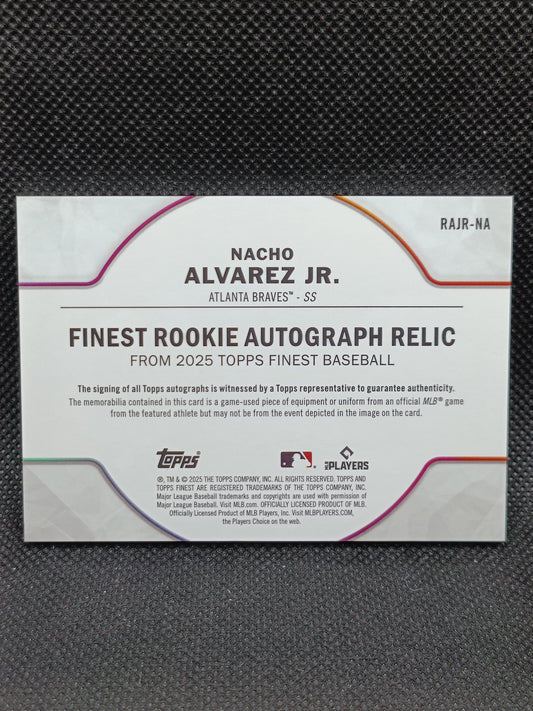 RAJR-NA
NACHO
ALVAREZ JR.
ATLANTA BRAVES™ - SS
FINEST ROOKIE AUTOGRAPH RELIC
FROM 2025 TOPPS FINEST BASEBALL
The signing of all Topps autographs is witnessed by a Topps representative to guarantee authenticity.
The memorabilia contained in this card is a game-used piece of equipment or uniform from an official MLB® game
from the featured athlete but may not be from the event depicted in the image on the card.
topps
MLB PLAYERS
®, TM & © 2025 THE TOPPS COMPANY, INC. ALL RIGHTS RESERVED. TOPPS AND
TOPPS FINEST ARE REGISTERED TRADEMARKS OF THE TOPPS COMPANY, INC.
Major League Baseball trademarks and copyrights are used with permission of
Major League Baseball. Visit MLB.com. OFFICIALLY LICENSED PRODUCT OF MLB.
Officially Licensed Product of MLB Players, Inc. Visit MLBPLAYERS.COM,
the Players Choice on the web.